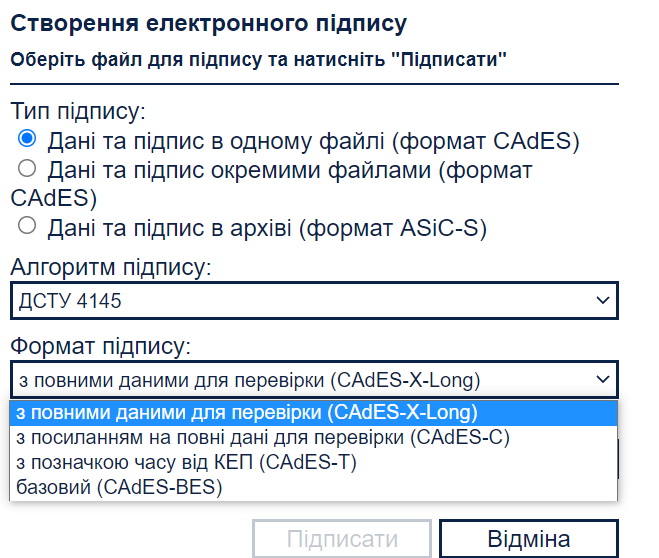 Створення електронного підпису
Оберіть файл для підпису та натисніть "Підписати"
Тип підпису:
Дані та підпис в одному файлі (формат CAdES)
Дані та підпис окремими файлами (формат
CAdES)
Дані та підпис в архіві (формат ASiC-S)
Алгоритм підпису:
ДСТУ 4145
Формат підпису:
з повними даними для перевірки (CAdES-X-Long)
з повними даними для перевірки (CAdES-X-Long)
з посиланням на повні дані для перевірки (CAdES-C)
з позначкою часу від КЕП (CAdES-T)
базовий (CAdES-BES)
Підписати
Відміна